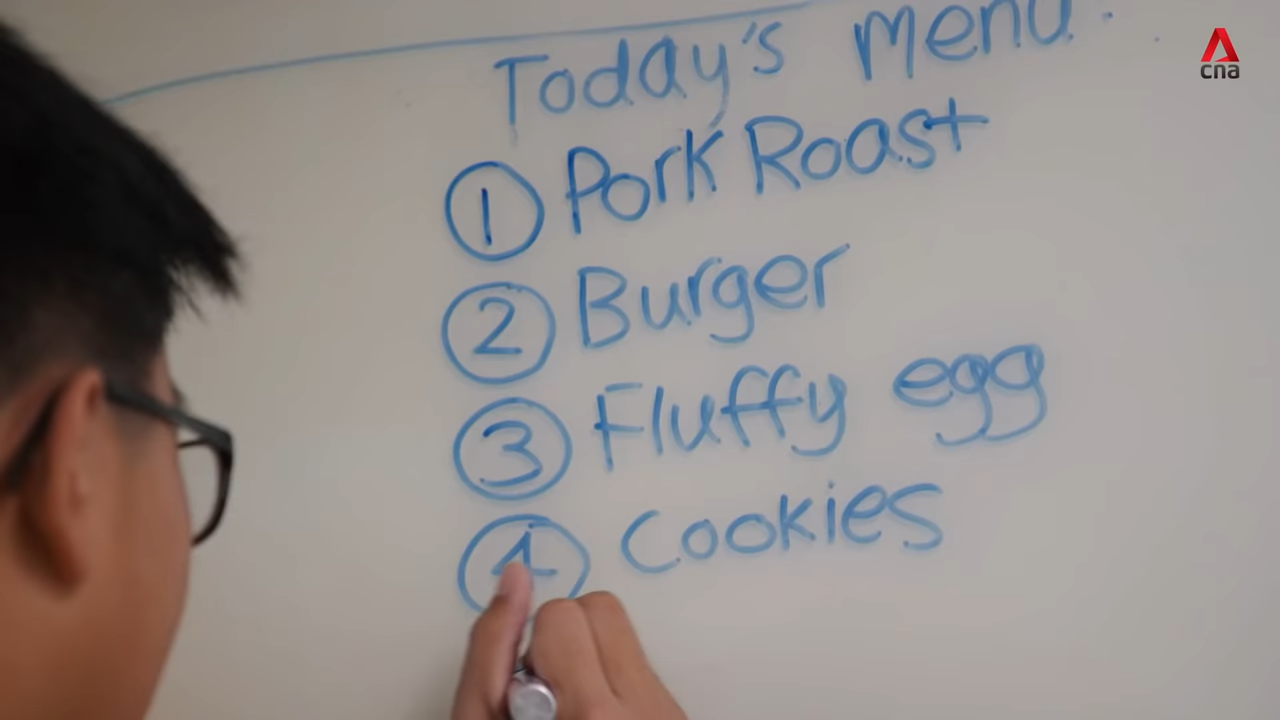 Today's menu.
cna
① Pork Roast
② Burger
③ Fluffy egg
④ Cookies